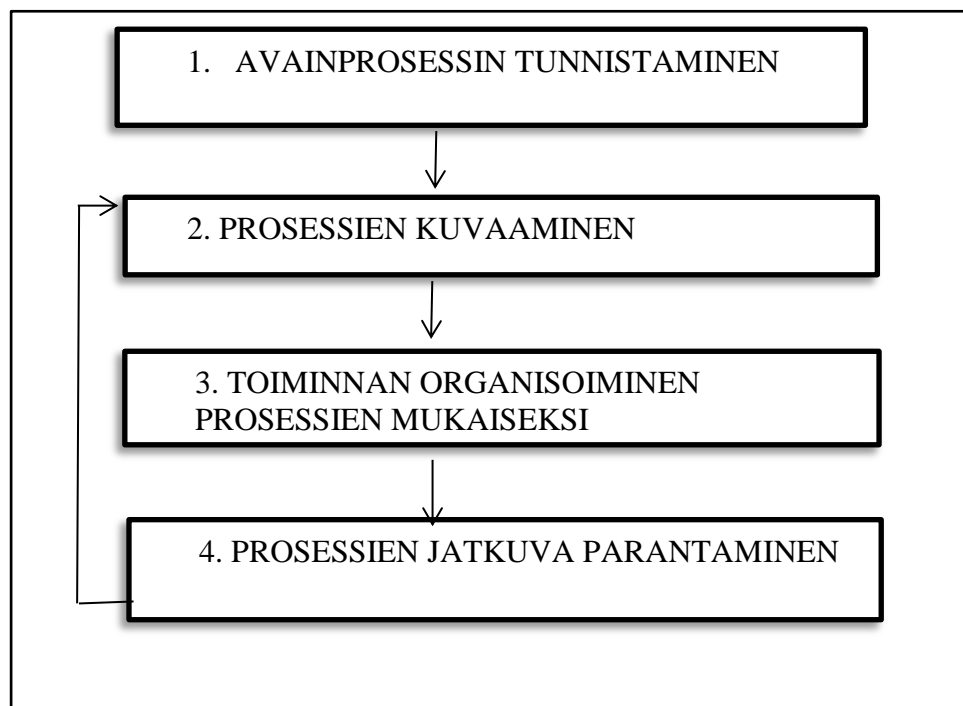 1. AVAINPROSESSIN TUNNISTAMINEN
2. PROSESSIEN KUVAAMINEN
3. TOIMINNAN ORGANISOIMINEN
PROSESSIEN MUKAISEKSI
4. PROSESSIEN JATKUVA PARANTAMINEN